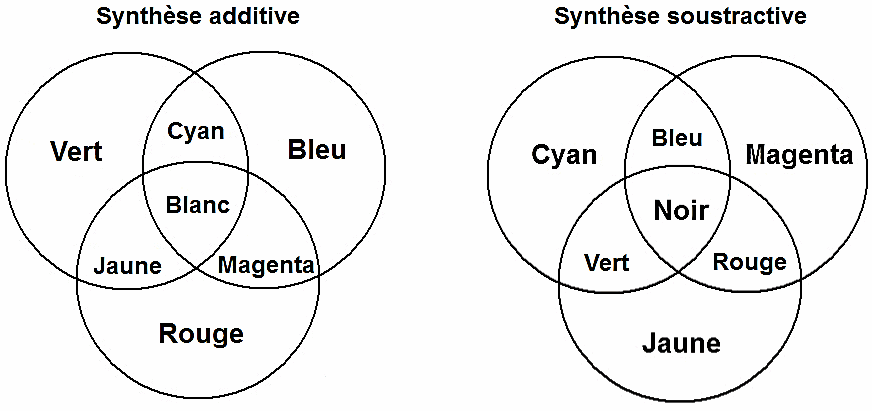 Synthèse additive
Vert
Cyan
Bleu
Blanc
Jaune
Magenta
Rouge
Synthèse soustractive
Cyan
Bleu
Magenta
Noir
Vert
Rouge
Jaune